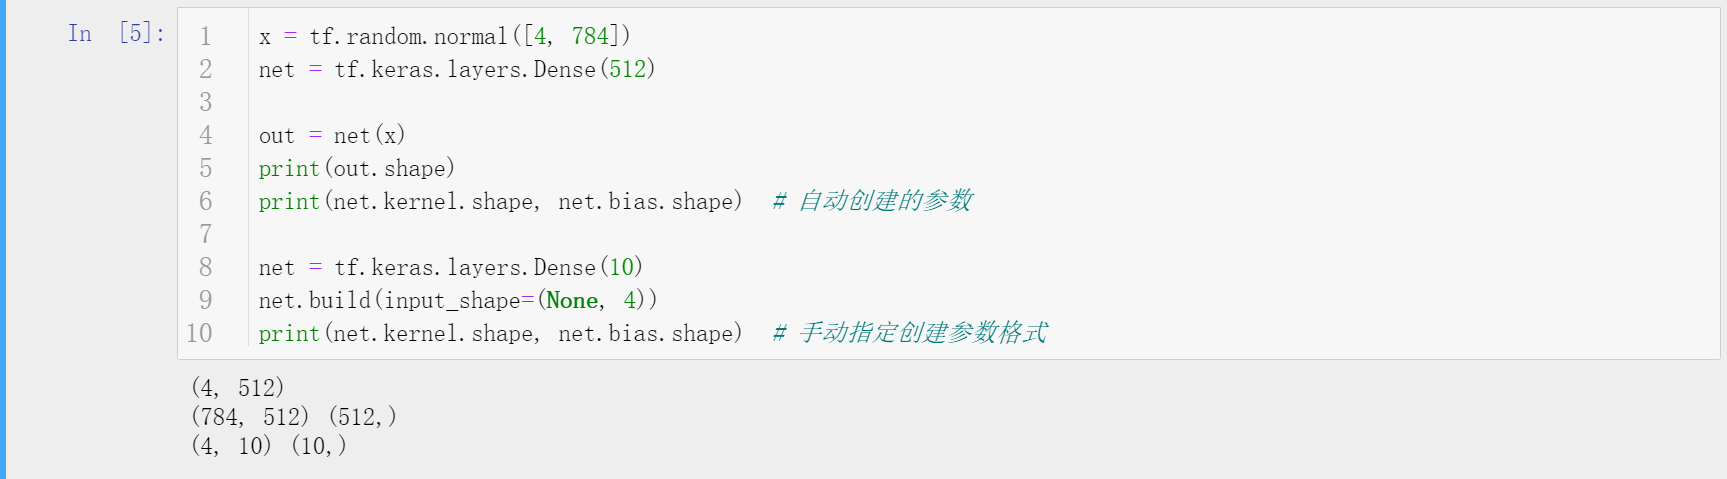 In [5]:
1 x = tf.random.normal([4, 784])
2 net = tf.keras.layers.Dense(512)
3
4 out = net(x)
5 print(out.shape)
6 print(net.kernel.shape, net.bias.shape)  # 自动创建的参数
7
8 net = tf.keras.layers.Dense(10)
9 net.build(input_shape=(None, 4))
10 print(net.kernel.shape, net.bias.shape)  # 手动指定创建参数格式
(4, 512)
(784, 512) (512,)
(4, 10) (10,)